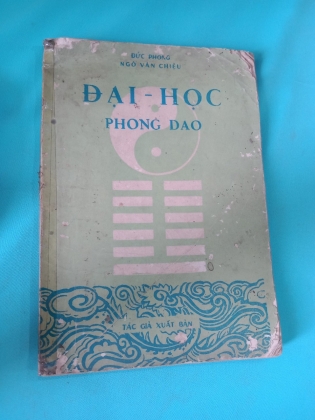 ĐỨC PHONG
NGÔ VĂN CHIÊU
ĐẠI-HỌC
PHONG DAO
TÁC GIẢ XUẤT BẢN